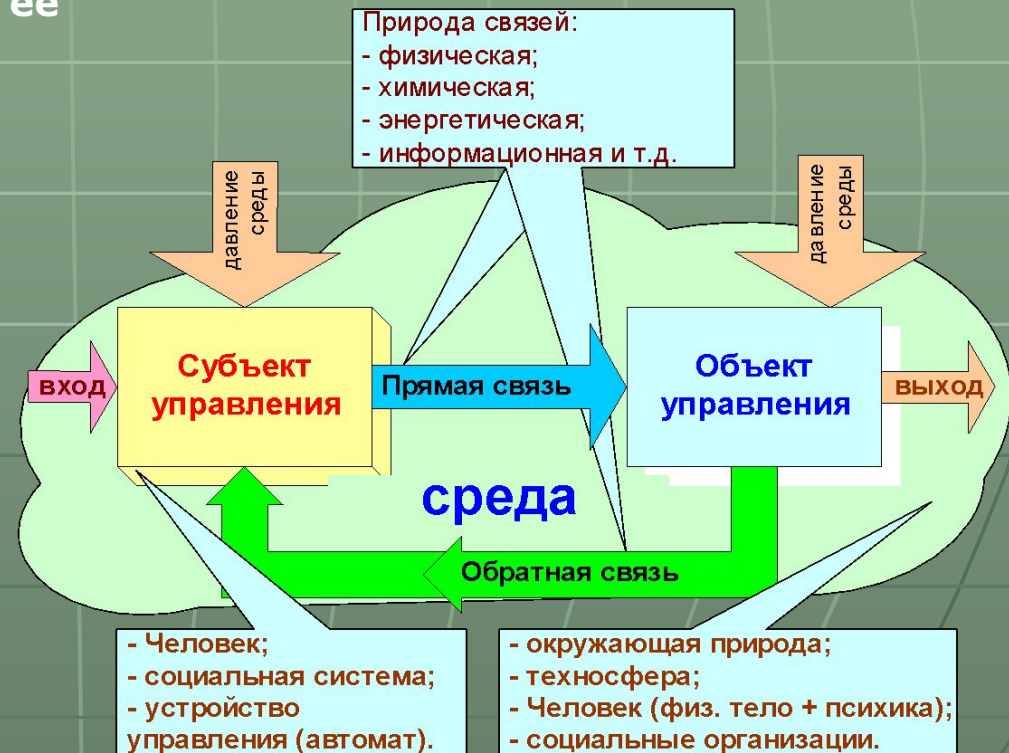 ее
Природа связей:
- физическая;
- химическая;
- энергетическая;
- информационная и т.д.
давление
среды
давление
среды
вход
Субъект
управления
Прямая связь
Объект
управления
выход
среда
Обратная связь
- Человек;
- социальная система;
- устройство
управления (автомат).
- окружающая природа;
- техносфера;
- Человек (физ. тело + психика);
- социальные организации.